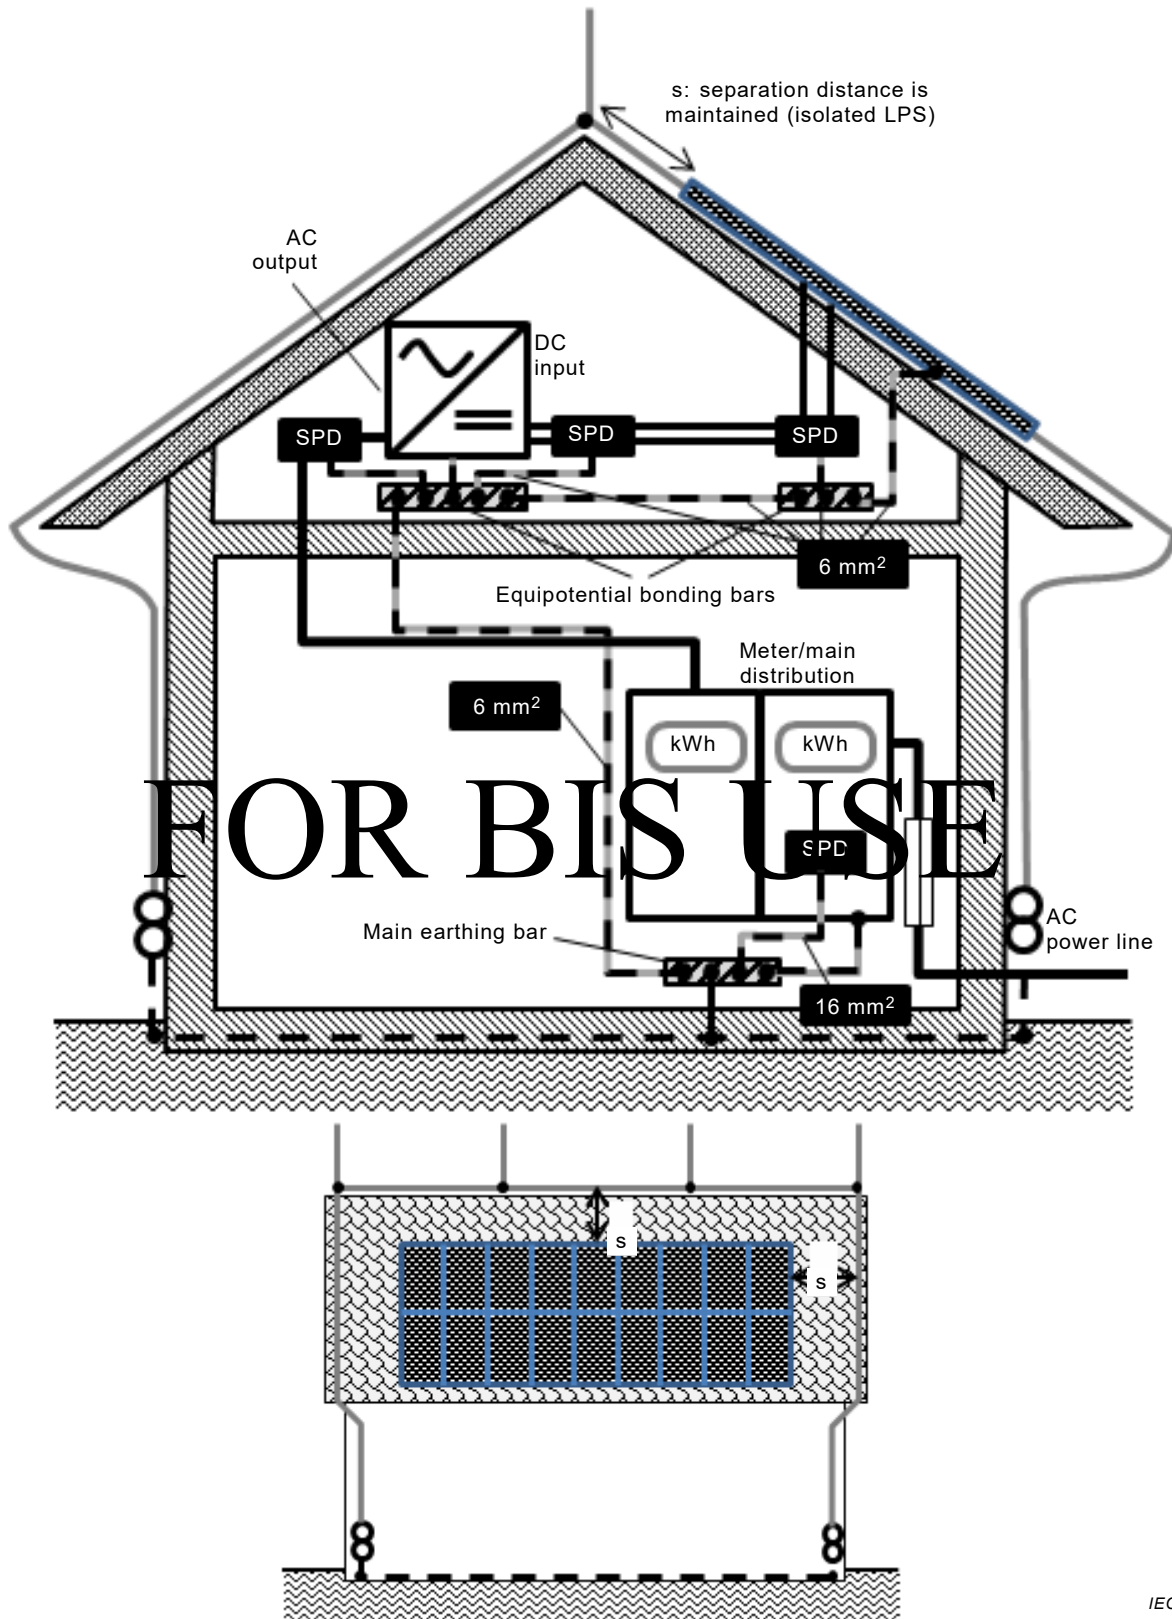 s: separation distance is
maintained (isolated LPS)
AC
output
DC
input
SPD
SPD
SPD
6 mm²
Equipotential bonding bars
Meter/main
distribution
6 mm²
kWh
kWh
FOR BIS USE
SPD
Main earthing bar
AC
power line
16 mm²
s
s
IEC